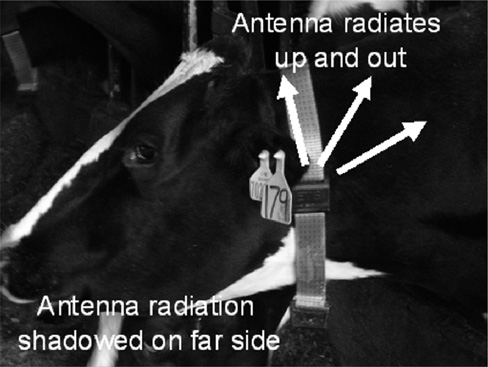 Antenna radiates
up and out
179
Antenna radiation
shadowed on far side